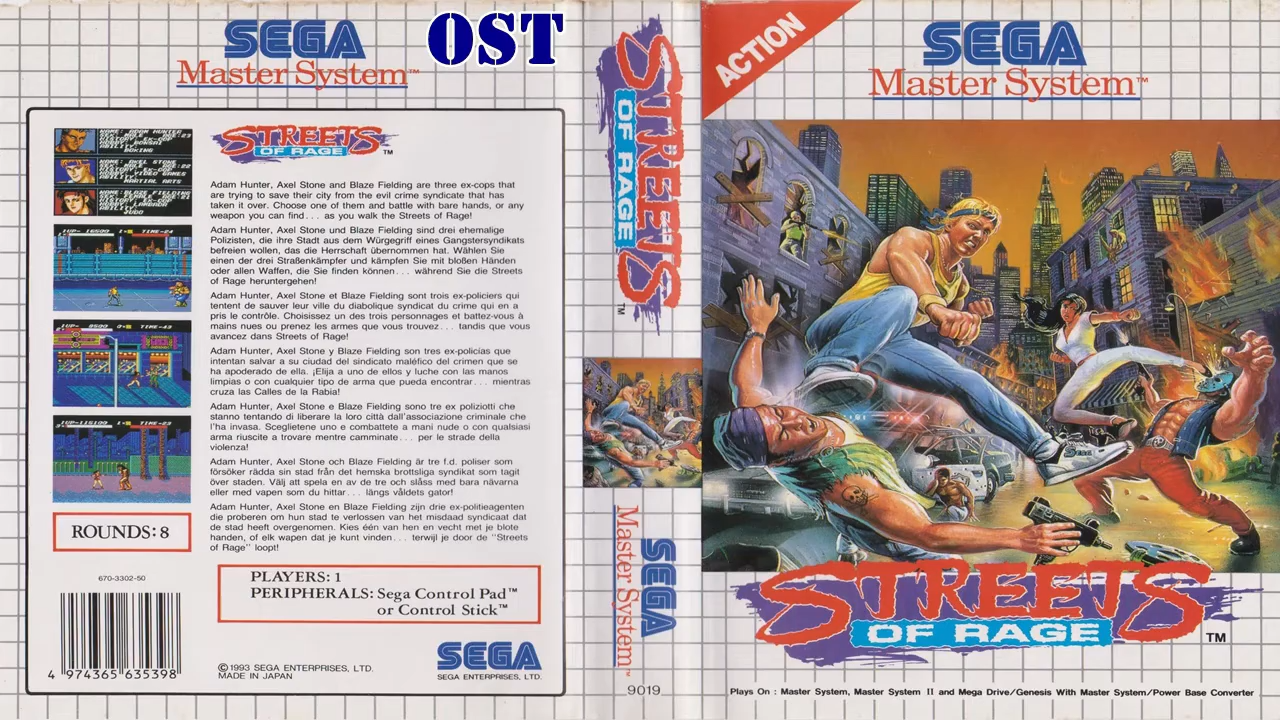 SEGA
Master System™
OST
STREETS
OF RAGE™
Adam Hunter, Axel Stone and Blaze Fielding are three ex-cops that
are trying to save their city from the evil crime syndicate that has
taken it over. Choose one of them and battle with bare hands, or any
weapon you can find... as you walk the Streets of Rage!
Adam Hunter, Axel Stone und Blaze Fielding sind drei ehemalige
Polizisten, die ihre Stadt aus dem Würgegriff eines Gangstersyndikats
befreien wollen, das die Herrschaft übernommen hat. Wählen Sie
einen der drei Straßenkämpfer und kämpfen Sie mit bloßen Händen
oder allen Waffen, die Sie finden können... während Sie die Streets
of Rage heruntergehen!
Adam Hunter, Axel Stone et Blaze Fielding sont trois ex-policiers qui
tentent de sauver leur ville du diabolique syndicat du crime qui en a
pris le contrôle. Choisissez un des trois personnages et battez-vous à
mains nues ou prenez les armes que vous trouvez... tandis que vous
avancez dans Streets of Rage!
Adam Hunter, Axel Stone y Blaze Fielding son tres ex-policías que
intentan salvar a su ciudad del sindicato maléfico del crimen que se
ha apoderado de ella. ¡Elija a uno de ellos y luche con las manos
limpias o con cualquier tipo de arma que pueda encontrar... mientras
cruza las Calles de la Rabia!
Adam Hunter, Axel Stone e Blaze Fielding sono tre ex poliziotti che
stanno tentando di liberare la loro città dall'associazione criminale che
l'ha invasa. Sceglietene uno e combattete a mani nude o con qualsiasi
arma riuscite a trovare mentre camminate... per le strade della
violenza!
Adam Hunter, Axel Stone och Blaze Fielding är tre f.d. poliser som
försöker rädda sin stad från det hemska brottsliga syndikat som tagit
över staden. Välj att spela en av de tre och slåss med bara nävarna
eller med vapen som du hittar... längs våldets gator!
Adam Hunter, Axel Stone en Blaze Fielding zijn drie ex-politieagenten
die proberen om hun stad te verlossen van het misdaad syndicaat dat
de stad heeft overgenomen. Kies één van hen en vecht met je blote
handen, of elk wapen dat je kunt vinden... terwijl je door de "Streets
of Rage" loopt!
ROUNDS: 8
670-3302-50
4 974365 635398
PLAYERS: 1
PERIPHERALS: Sega Control Pad™
or Control Stick™
©1993 SEGA ENTERPRISES, LTD.
MADE IN JAPAN
SEGA
SEGA ENTERPRISES, LTD.
STREETS
OF RAGE™
SEGA
Master System™
9019
ACTION
SEGA
Master System™
STREETS
OF RAGE™
Plays On : Master System, Master System II and Mega Drive/Genesis With Master System/Power Base Converter